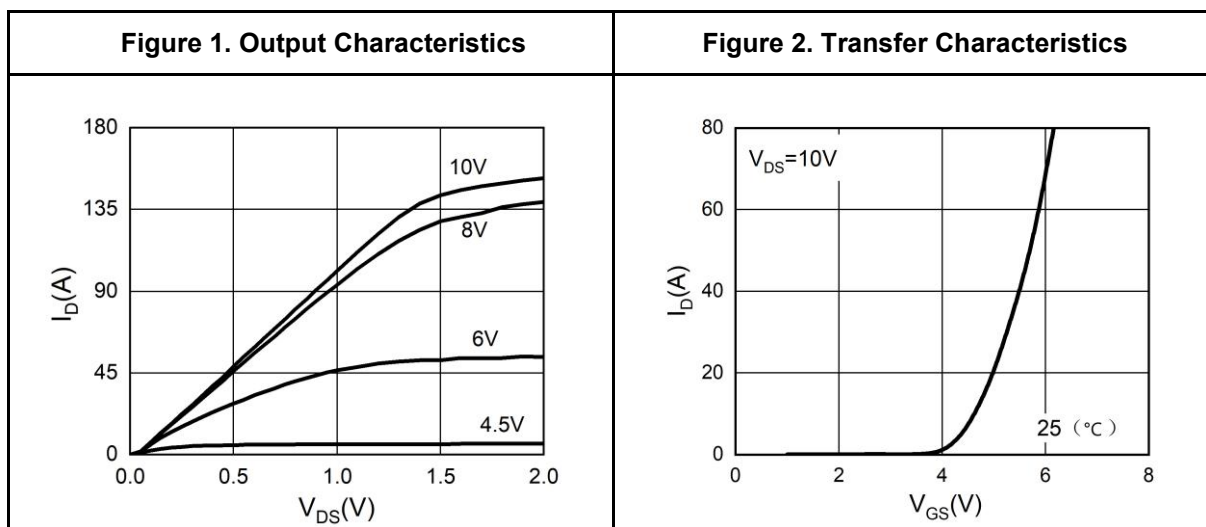 Figure 1. Output Characteristics
Figure 2. Transfer Characteristics
180
135
90
45
0
I_D(A)
10V
8V
6V
4.5V
0.0 0.5 1.0 1.5 2.0
V_DS(V)
80
60
40
20
0
I_D(A)
V_DS=10V
25（℃）
0 2 4 6 8
V_GS(V)